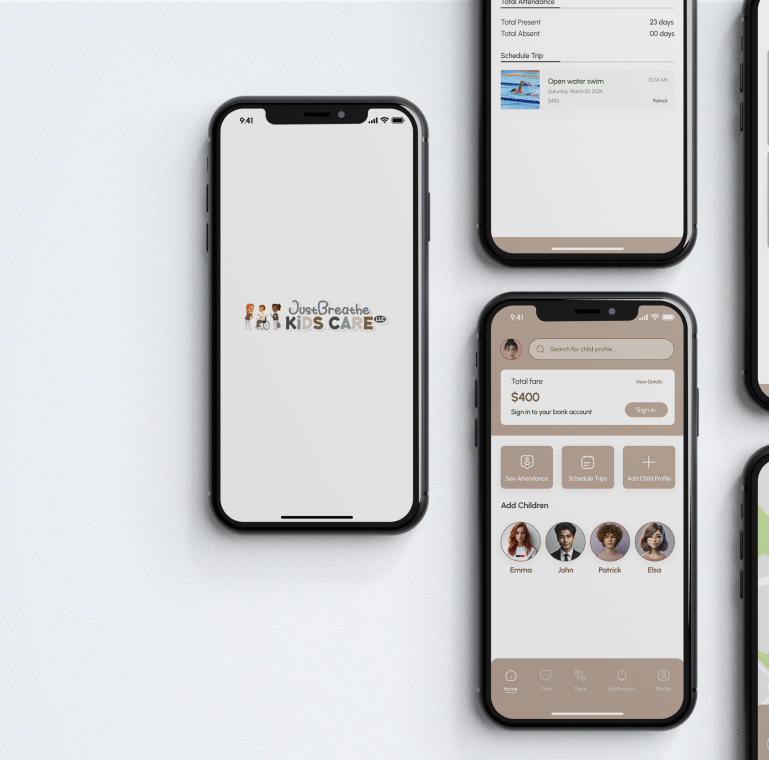 9:41
JustBreathe
KiDS CARE LLC
Total Attendance
Total Present 23 days
Total Absent 00 days
Schedule Trip
Open water swim 10:34 AM
Saturday, March 30, 2024
$450 Patrick
9:41
Search for child profile..
Total fare View Details
$400
Sign in to your bank account Sign in
See Attendance Schedule Trips Add Child Profile
Add Children
Emma John Patrick Elsa
Home Chat Track Notification Profile